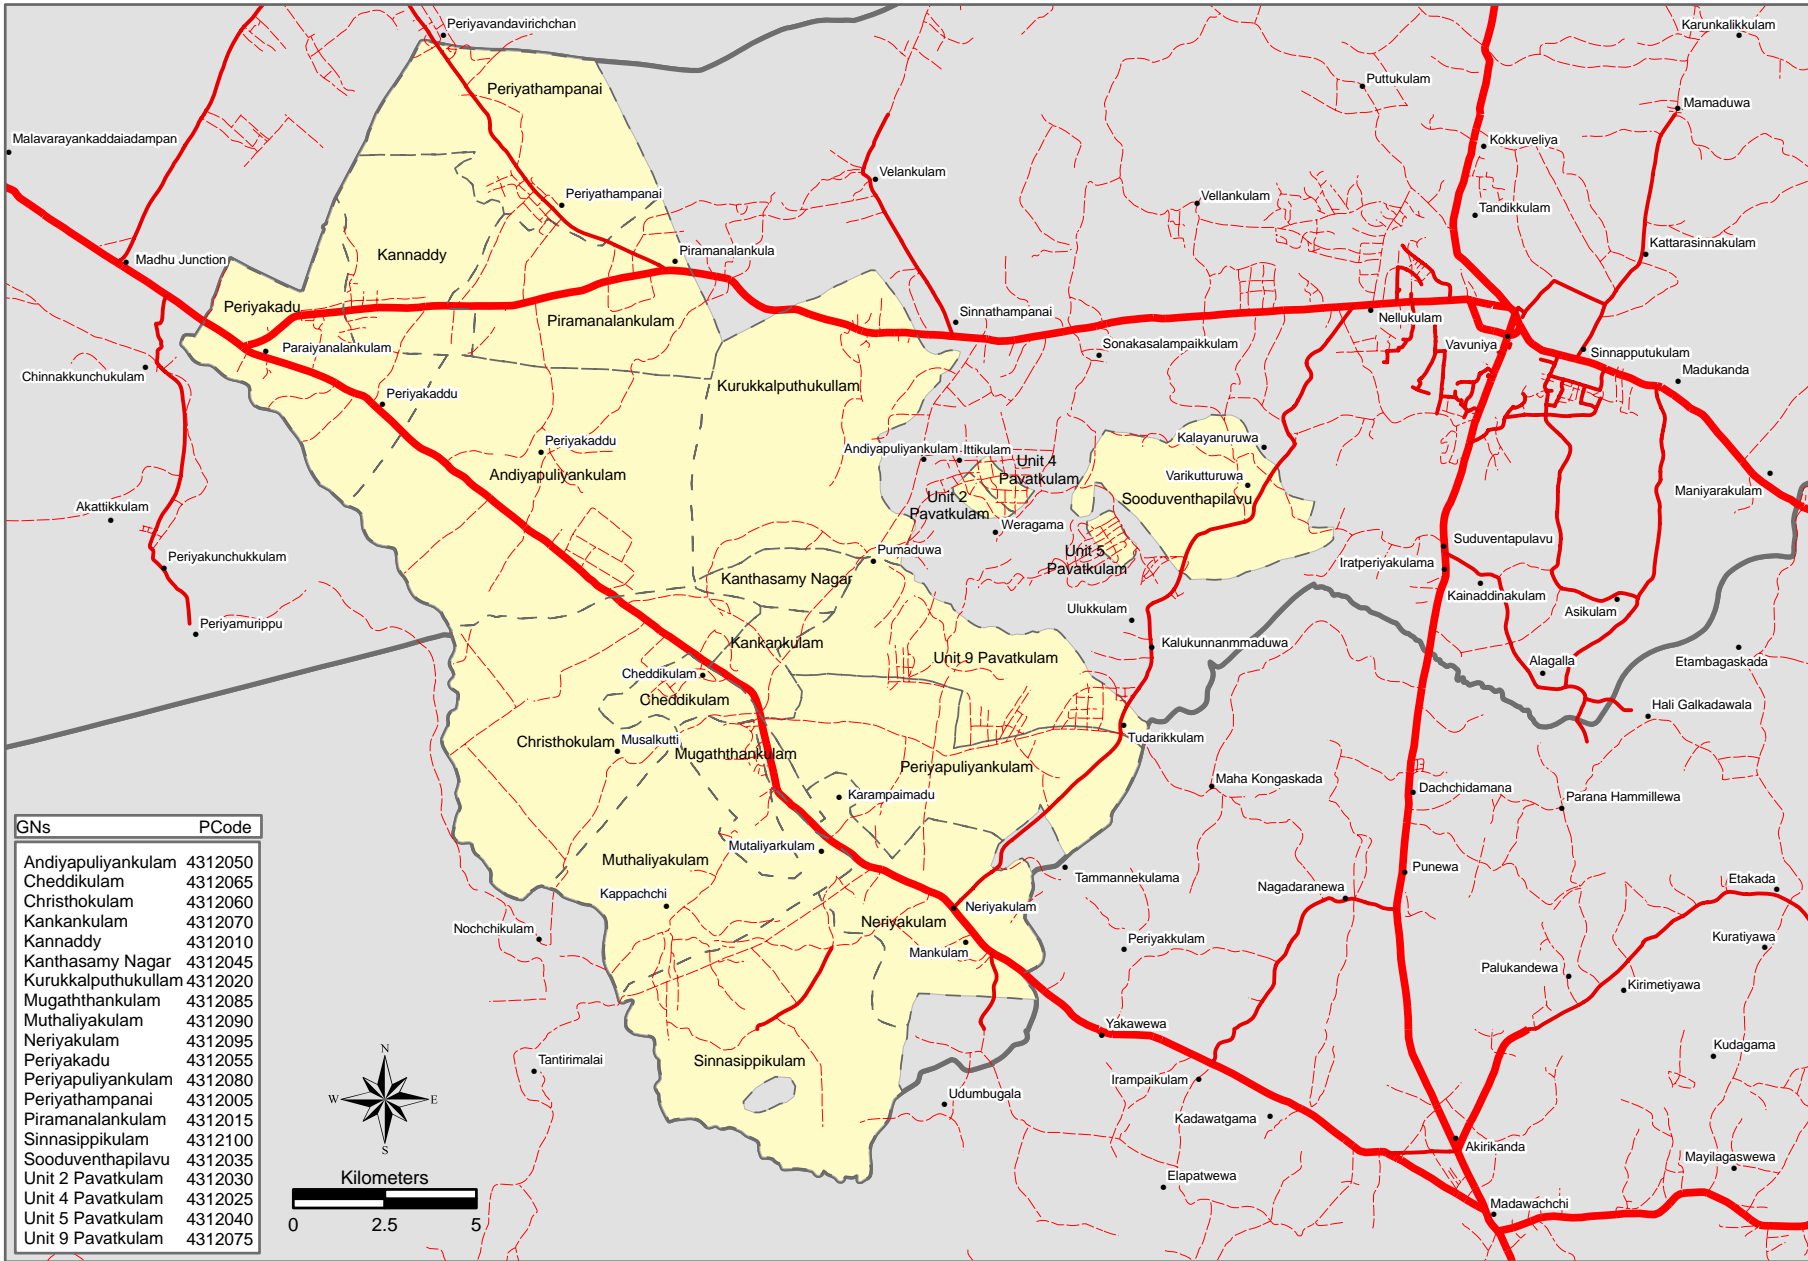 Periyavandavirichchan
Karunkalikkulam
Puttukulam
Periyathampanai
Mamaduwa
Malavarayankaddaiadampan
Kokkuveliya
Velankulam
Periyathampanai
Vellankulam
Tandikkulam
Kattarasinnakulam
Kannaddy
Piramanalankula
Madhu Junction
Periyakadu
Piramanalankulam
Sinnathampanai
Nellukulam
Paraiyanalankulam
Sonakasalampaikkulam
Vavuniya
Sinnapputukulam
Chinnakkunchukulam
Madukanda
Kurukkalputhukullam
Periyakaddu
Periyakaddu
Kalayanuruwa
Andiyapuliyankulam
Ittikulam
Unit 4
Pavatkulam
Andiyapuliyankulam
Varikutturuwa
Maniyarakulam
Unit 2
Pavatkulam
Sooduventhapilavu
Akattikkulam
Weragama
Suduventapulavu
Periyakunchukkulam
Pumaduwa
Unit 5
Pavatkulam
Iratperiyakulama
Kanthasamy Nagar
Kainaddinakulam
Asikulam
Periyamurippu
Ulukkulam
Kankankulam
Kalukunnanmmaduwa
Unit 9 Pavatkulam
Alagalla
Etambagaskada
Cheddikulam
Cheddikulam
Hali Galkadawala
Christhokulam
Musalkutti
Tudarikkulam
Mugaththankulam
Periyapuliyankulam
Maha Kongaskada
Karampaimadu
Dachchidamana
Parana Hammillewa
Mutaliyarkulam
Muthaliyakulam
Tammannekulama
Punewa
Kappachchi
Nagadaranewa
Etakada
Neriyakulam
Neriyakulam
Nochchikulam
Mankulam
Periyakkulam
Kuratiyawa
Palukandewa
Kirimetiyawa
Yakawewa
Sinnasippikulam
Tantirimalai
Kudagama
Irampaikulam
Udumbugala
Kadawatgama
Akirikanda
Mayilagaswewa
Elapatwewa
Madawachchi
GNs PCode
Andiyapuliyankulam 4312050
Cheddikulam 4312065
Christhokulam 4312060
Kankankulam 4312070
Kannaddy 4312010
Kanthasamy Nagar 4312045
Kurukkalputhukullam 4312020
Mugaththankulam 4312085
Muthaliyakulam 4312090
Neriyakulam 4312095
Periyakadu 4312055
Periyapuliyankulam 4312080
Periyathampanai 4312005
Piramanalankulam 4312015
Sinnasippikulam 4312100
Sooduventhapilavu 4312035
Unit 2 Pavatkulam 4312030
Unit 4 Pavatkulam 4312025
Unit 5 Pavatkulam 4312040
Unit 9 Pavatkulam 4312075
N
W E
S
Kilometers
0 2.5 5